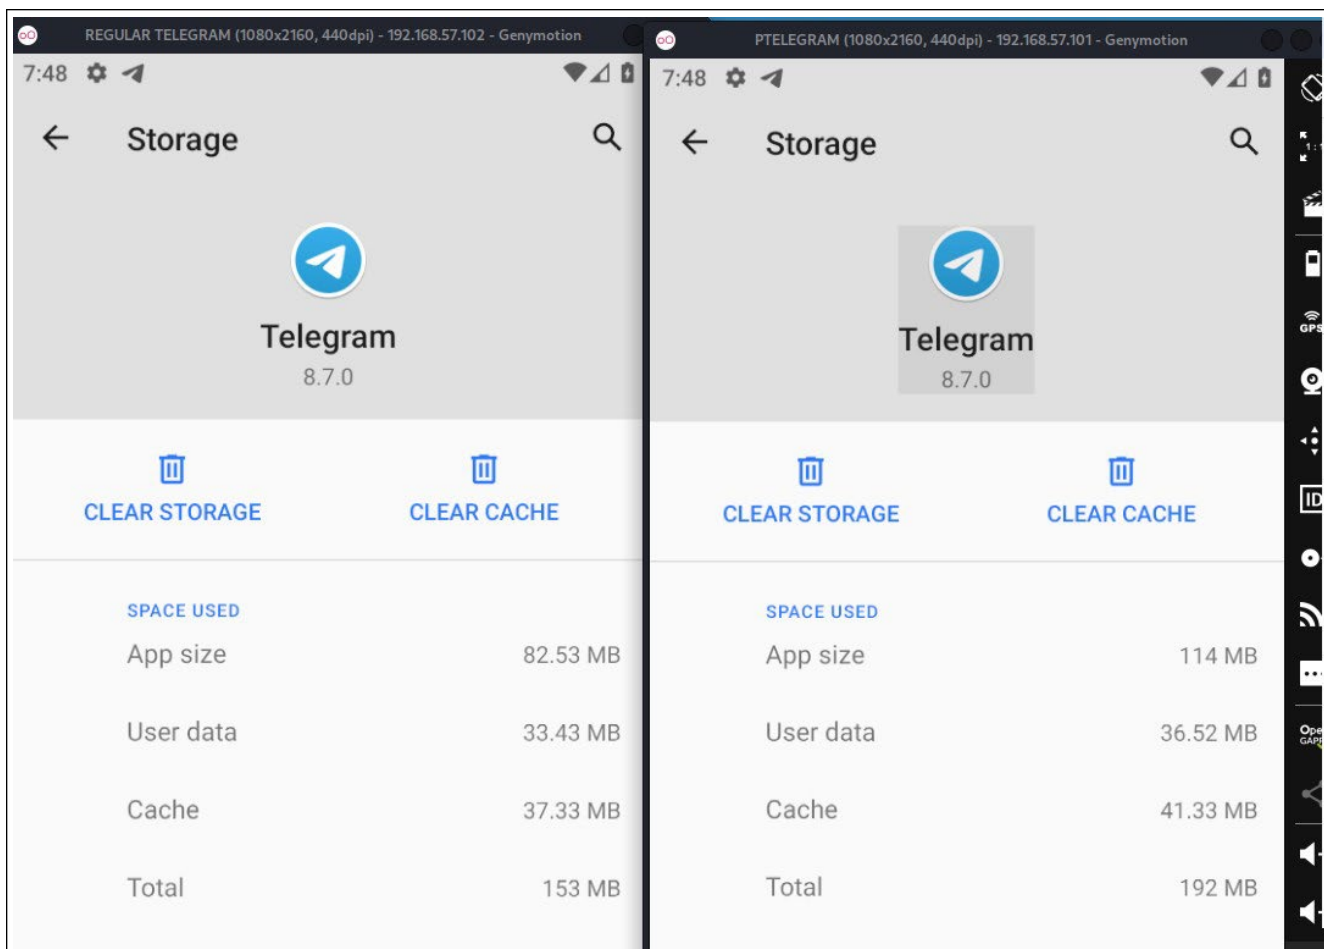 REGULAR TELEGRAM (1080x2160, 440dpi) - 192.168.57.102 - Genymotion
7:48
Storage
Telegram
8.7.0
CLEAR STORAGE CLEAR CACHE
SPACE USED
App size 82.53 MB
User data 33.43 MB
Cache 37.33 MB
Total 153 MB
PTELEGRAM (1080x2160, 440dpi) - 192.168.57.101 - Genymotion
7:48
Storage
Telegram
8.7.0
CLEAR STORAGE CLEAR CACHE
SPACE USED
App size 114 MB
User data 36.52 MB
Cache 41.33 MB
Total 192 MB
GPS
ID